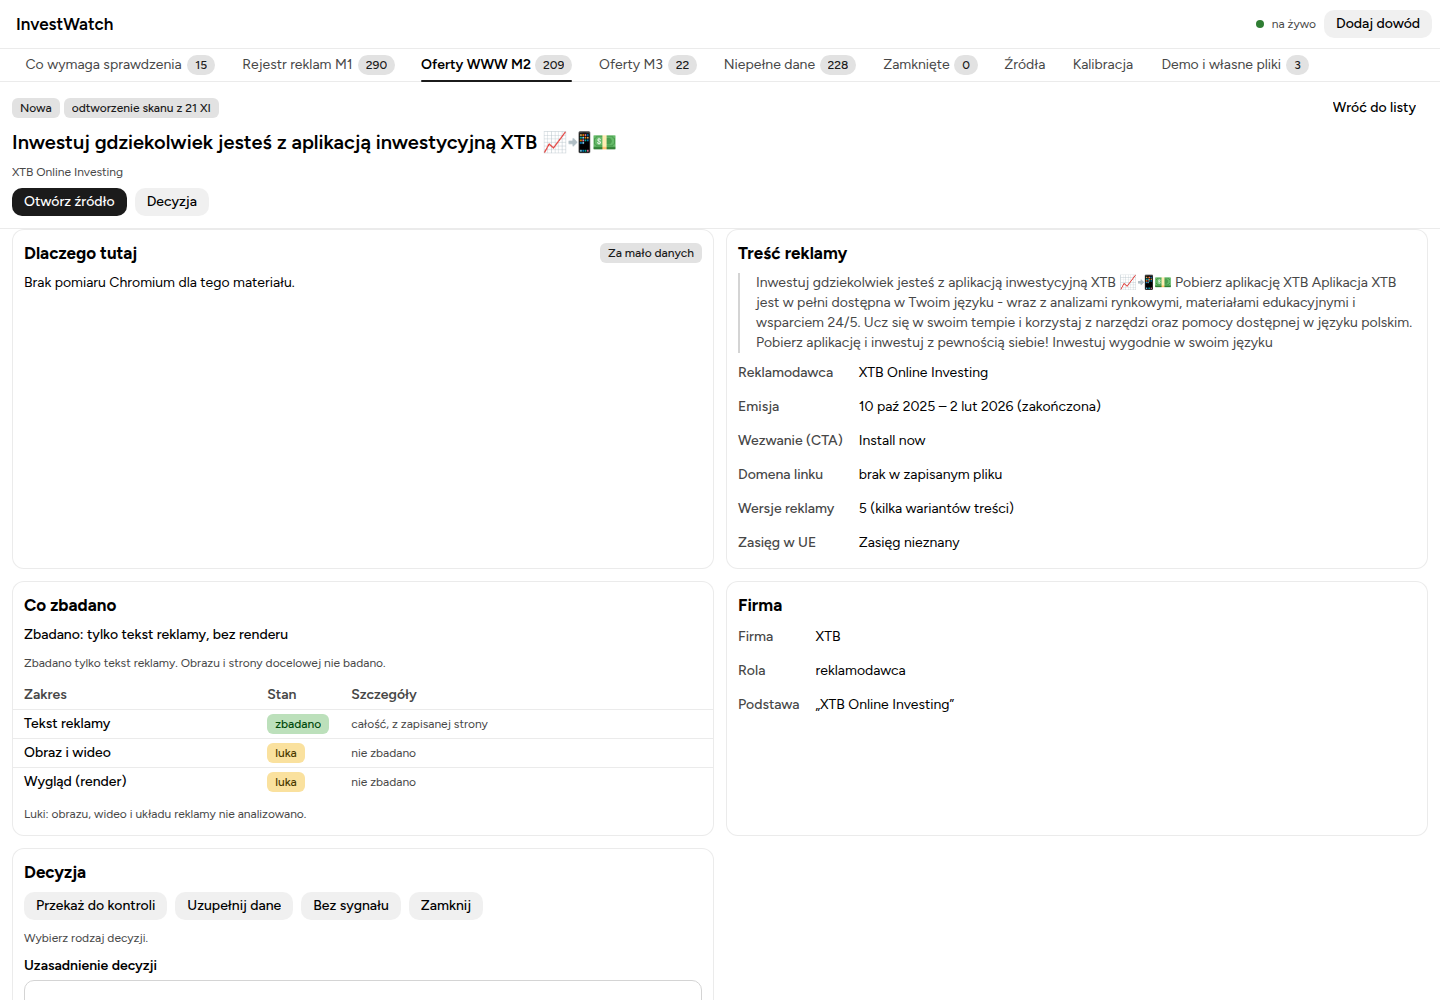 InvestWatch
na żywo
Dodaj dowód
Co wymaga sprawdzenia 15
Rejestr reklam M1 290
Oferty WWW M2 209
Oferty M3 22
Niepełne dane 228
Zamknięte 0
Źródła
Kalibracja
Demo i własne pliki 3
Nowa
odtworzenie skanu z 21 XI
Wróć do listy
Inwestuj gdziekolwiek jesteś z aplikacją inwestycyjną XTB 📈📲💵
XTB Online Investing
Otwórz źródło
Decyzja
Dlaczego tutaj
Za mało danych
Brak pomiaru Chromium dla tego materiału.
Treść reklamy
Inwestuj gdziekolwiek jesteś z aplikacją inwestycyjną XTB 📈📲💵 Pobierz aplikację XTB Aplikacja XTB
jest w pełni dostępna w Twoim języku - wraz z analizami rynkowymi, materiałami edukacyjnymi i
wsparciem 24/5. Ucz się w swoim tempie i korzystaj z narzędzi oraz pomocy dostępnej w języku polskim.
Pobierz aplikację i inwestuj z pewnością siebie! Inwestuj wygodnie w swoim języku
Reklamodawca XTB Online Investing
Emisja 10 paź 2025 – 2 lut 2026 (zakończona)
Wezwanie (CTA) Install now
Domena linku brak w zapisanym pliku
Wersje reklamy 5 (kilka wariantów treści)
Zasięg w UE Zasięg nieznany
Co zbadano
Zbadano: tylko tekst reklamy, bez renderu
Zbadano tylko tekst reklamy. Obrazu i strony docelowej nie badano.
Zakres Stan Szczegóły
Tekst reklamy zbadano całość, z zapisanej strony
Obraz i wideo luka nie zbadano
Wygląd (render) luka nie zbadano
Luki: obrazu, wideo i układu reklamy nie analizowano.
Firma
Firma XTB
Rola reklamodawca
Podstawa „XTB Online Investing”
Decyzja
Przekaż do kontroli
Uzupełnij dane
Bez sygnału
Zamknij
Wybierz rodzaj decyzji.
Uzasadnienie decyzji